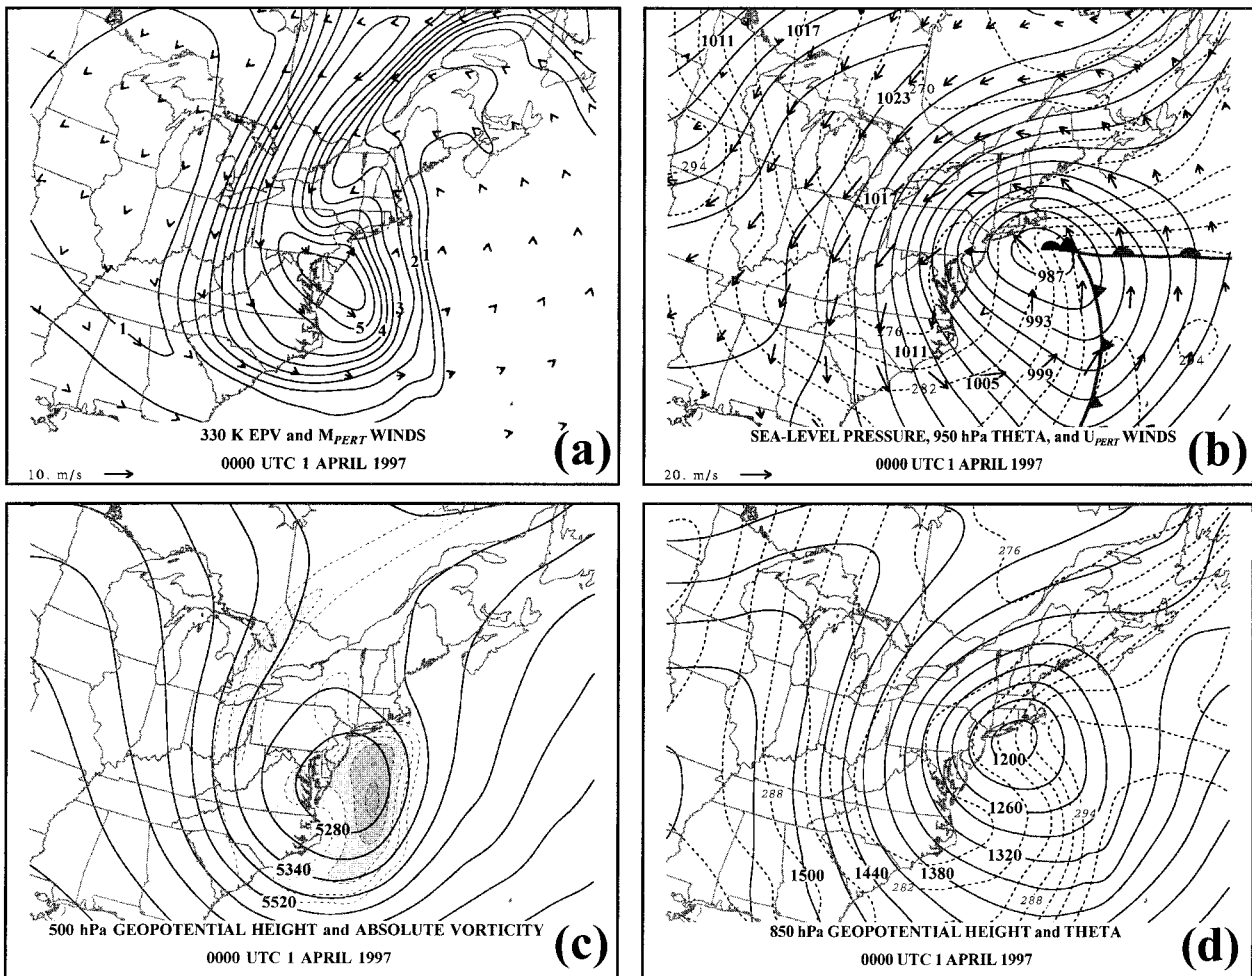 1
2
1
3
5
4
330 K EPV and M_PERT WINDS
0000 UTC 1 APRIL 1997
(a)
10. m/s
1011
1017
1023
270
294
1017
987
993
276
1011
999
1005
282
294
SEA-LEVEL PRESSURE, 950 hPa THETA, and U_PERT WINDS
0000 UTC 1 APRIL 1997
(b)
20. m/s
5280
5340
5520
500 hPa GEOPOTENTIAL HEIGHT and ABSOLUTE VORTICITY
0000 UTC 1 APRIL 1997
(c)
276
1200
288
1260
294
1320
1500
1440
1380
282
288
850 hPa GEOPOTENTIAL HEIGHT and THETA
0000 UTC 1 APRIL 1997
(d)